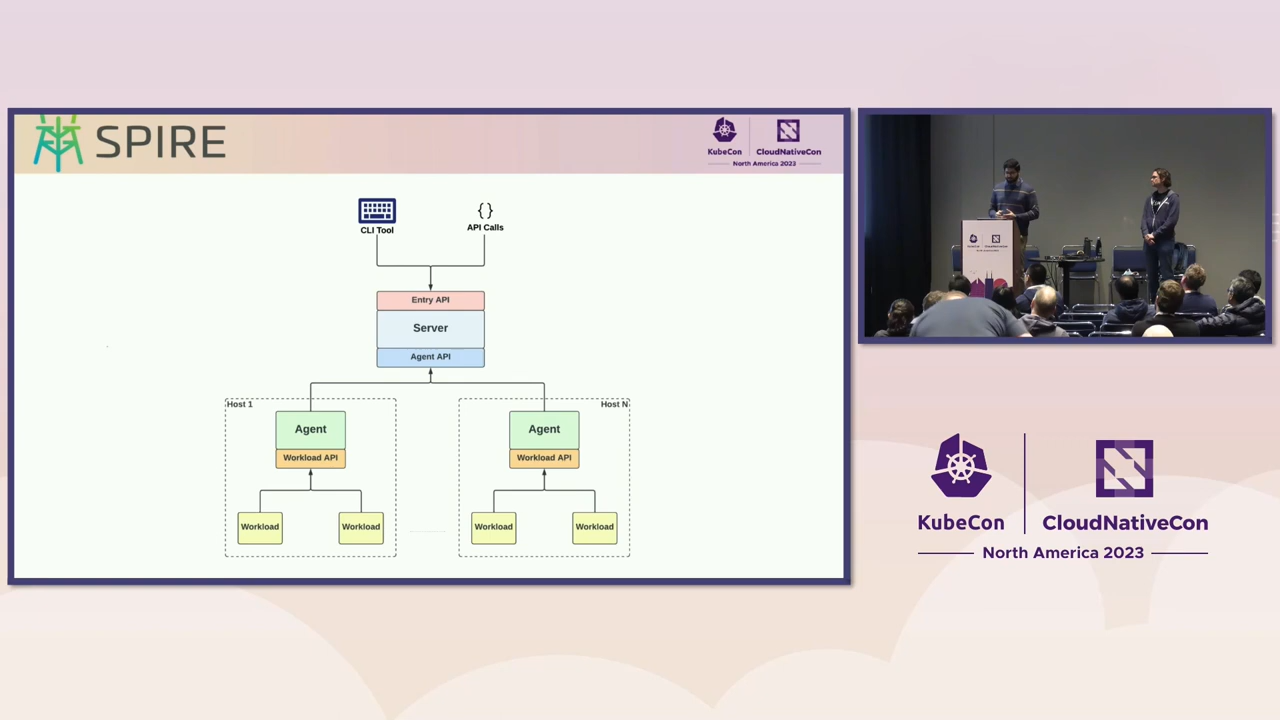 SPIRE
KubeCon
CloudNativeCon
North America 2023
CLI Tool
{}
API Calls
Entry API
Server
Agent API
Host 1
Host N
Agent
Agent
Workload API
Workload API
Workload
Workload
Workload
Workload
KubeCon
CloudNativeCon
North America 2023